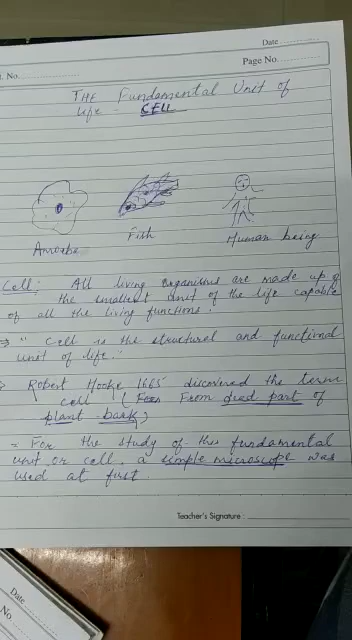 Date
t. No.
Page No.
THE Fundamental Unit of
life - CELL
Amoeba
Fish
Human being
Cell: All living organisms are made up of
the smallest unit of the life capable
of all the living functions.
⇒ " Cell is the structural and functional
unit of life."
Robert Hooke 1665 discovered the term
cell ( From dead part of
plant - bark)
= For the study of this fundamental
unit or cell, a simple microscope was
used at first.
Teacher's Signature :
Date
No.